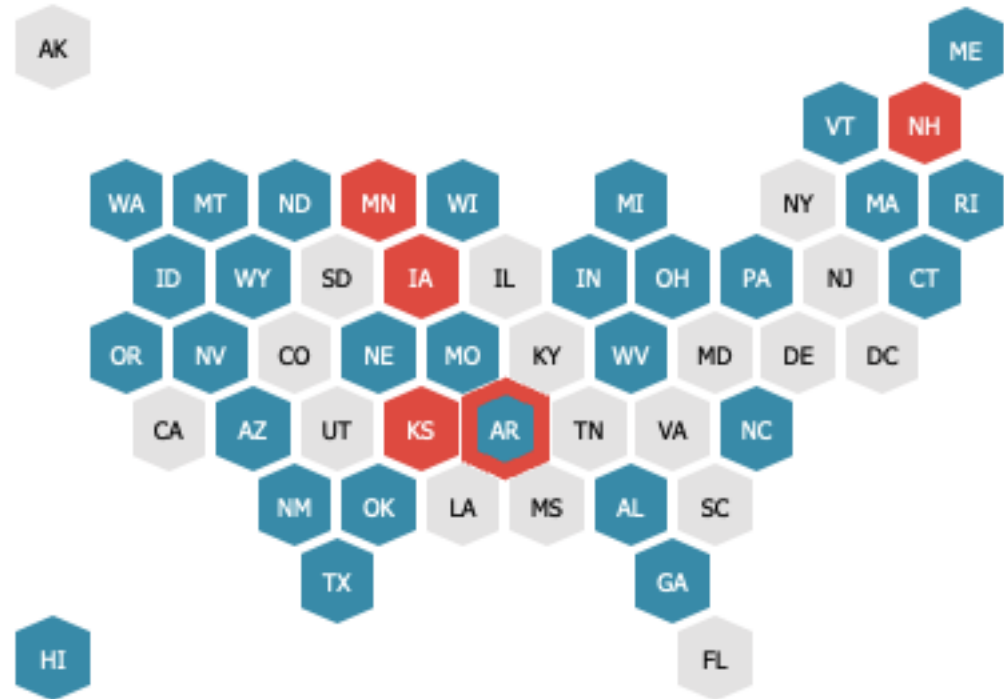 AK
ME
VT NH
WA MT ND MN WI MI NY MA RI
ID WY SD IA IL IN OH PA NJ CT
OR NV CO NE MO KY WV MD DE DC
CA AZ UT KS AR TN VA NC
NM OK LA MS AL SC
TX GA
HI FL